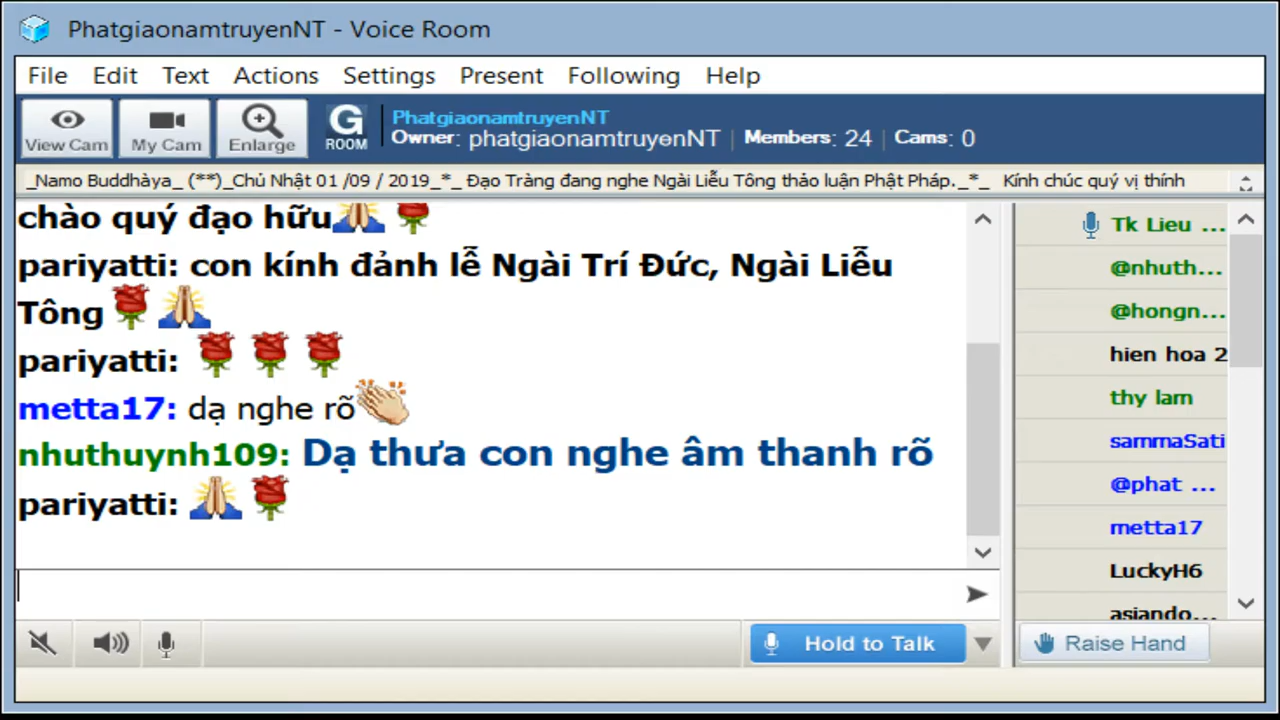 PhatgiaonamtruyenNT - Voice Room
File Edit Text Actions Settings Present Following Help
View Cam My Cam Enlarge G ROOM PhatgiaonamtruyenNT
Owner: phatgiaonamtruyenNT | Members: 24 | Cams: 0
_Namo Buddhàya_ (**)_Chủ Nhật 01 /09 / 2019_*_ Đạo Tràng đang nghe Ngài Liễu Tông thảo luận Phật Pháp._*_ Kính chúc quý vị thính
chào quý đạo hữu
pariyatti: con kính đảnh lễ Ngài Trí Đức, Ngài Liễu
Tông
pariyatti:
metta17: dạ nghe rõ
nhuthuynh109: Dạ thưa con nghe âm thanh rõ
pariyatti:
Tk Lieu ...
@nhuth...
@hongn...
hien hoa 2
thy lam
sammaSati
@phat ...
metta17
LuckyH6
asiando...
Hold to Talk
Raise Hand